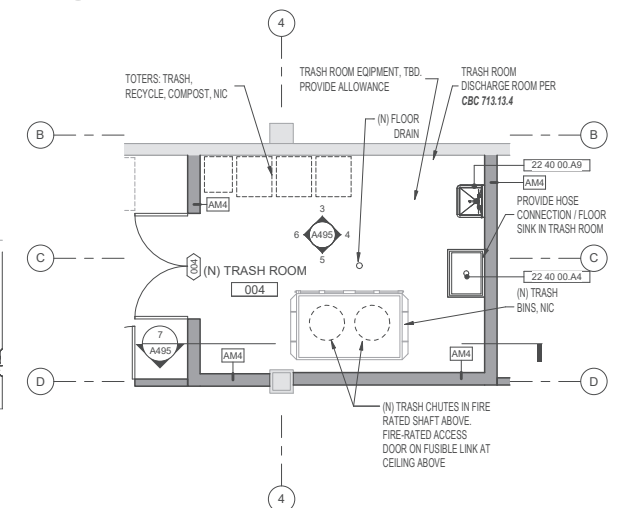 4
TOTERS: TRASH,
RECYCLE, COMPOST, NIC
TRASH ROOM EQIPMENT, TBD.
PROVIDE ALLOWANCE
TRASH ROOM
DISCHARGE ROOM PER
CBC 713.13.4
(N) FLOOR
DRAIN
B
B
22 40 00.A9
AM4
AM4
PROVIDE HOSE
CONNECTION / FLOOR
SINK IN TRASH ROOM
3
6 A495 4
5
C
C
004
(N) TRASH ROOM
004
22 40 00.A4
(N) TRASH
BINS, NIC
7
A495
AM4
AM4
D
D
(N) TRASH CHUTES IN FIRE
RATED SHAFT ABOVE.
FIRE-RATED ACCESS
DOOR ON FUSIBLE LINK AT
CEILING ABOVE
4